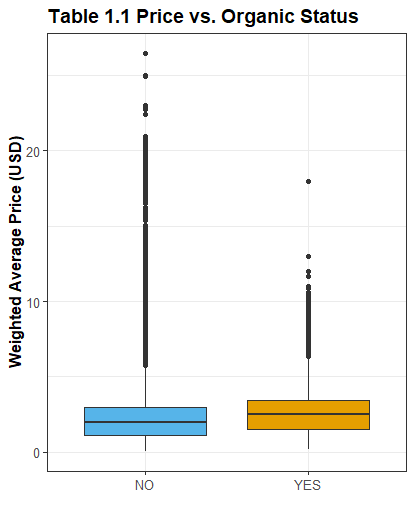 Table 1.1 Price vs. Organic Status
Weighted Average Price (USD)
20
10
0
NO YES